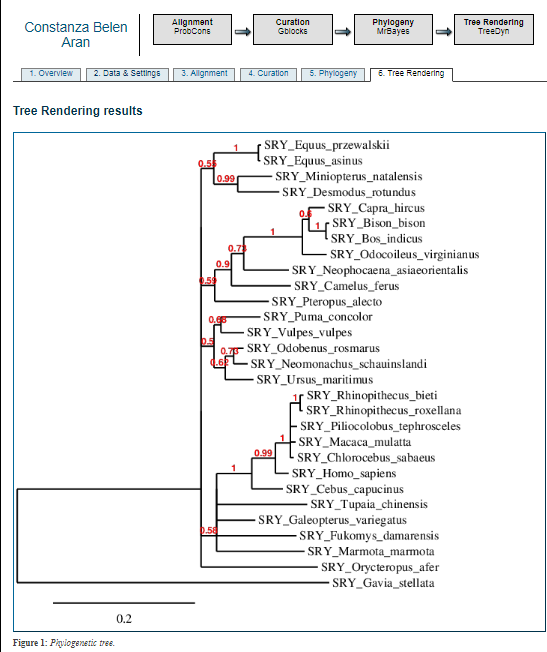 Constanza Belen
Aran
Alignment
ProbCons
Curation
Gblocks
Phylogeny
MrBayes
Tree Rendering
TreeDyn
1. Overview
2. Data & Settings
3. Alignment
4. Curation
5. Phylogeny
6. Tree Rendering
Tree Rendering results
1
SRY_Equus_przewalskii
0.55
SRY_Equus_asinus
0.99
SRY_Miniopterus_natalensis
SRY_Desmodus_rotundus
SRY_Capra_hircus
0.6
1
SRY_Bison_bison
1
SRY_Bos_indicus
0.73
SRY_Odocoileus_virginianus
0.9
SRY_Neophocaena_asiaeorientalis
0.59
SRY_Camelus_ferus
SRY_Pteropus_alecto
0.68
SRY_Puma_concolor
SRY_Vulpes_vulpes
0.5
0.73
SRY_Odobenus_rosmarus
0.62
SRY_Neomonachus_schauinslandi
SRY_Ursus_maritimus
1
SRY_Rhinopithecus_bieti
SRY_Rhinopithecus_roxellana
SRY_Piliocolobus_tephrosceles
1
SRY_Macaca_mulatta
0.99
SRY_Chlorocebus_sabaeus
1
SRY_Homo_sapiens
SRY_Cebus_capucinus
SRY_Tupaia_chinensis
SRY_Galeopterus_variegatus
0.58
SRY_Fukomys_damarensis
SRY_Marmota_marmota
SRY_Orycteropus_afer
SRY_Gavia_stellata
0.2
Figure 1: Phylogenetic tree.